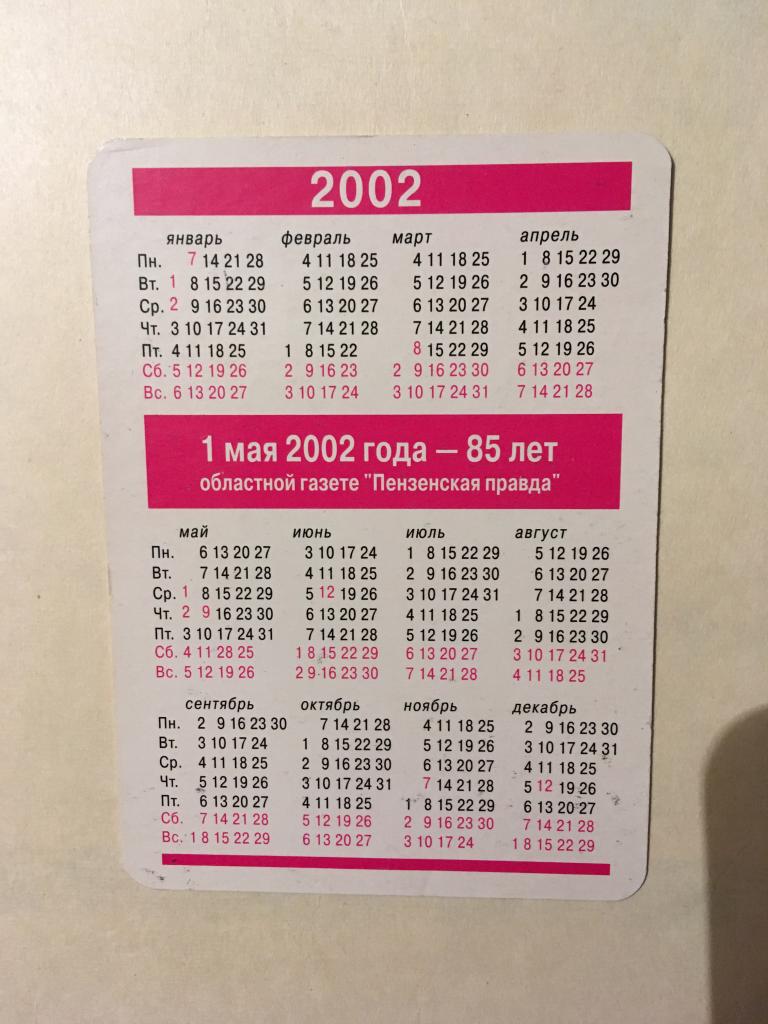 2002
январь февраль март апрель
Пн. 7 14 21 28 4 11 18 25 4 11 18 25 1 8 15 22 29
Вт. 1 8 15 22 29 5 12 19 26 5 12 19 26 2 9 16 23 30
Ср. 2 9 16 23 30 6 13 20 27 6 13 20 27 3 10 17 24
Чт. 3 10 17 24 31 7 14 21 28 7 14 21 28 4 11 18 25
Пт. 4 11 18 25 1 8 15 22 8 15 22 29 5 12 19 26
Сб. 5 12 19 26 2 9 16 23 2 9 16 23 30 6 13 20 27
Вс. 6 13 20 27 3 10 17 24 3 10 17 24 31 7 14 21 28
1 мая 2002 года — 85 лет
областной газете "Пензенская правда"
май июнь июль август
Пн. 6 13 20 27 3 10 17 24 1 8 15 22 29 5 12 19 26
Вт. 7 14 21 28 4 11 18 25 2 9 16 23 30 6 13 20 27
Ср. 1 8 15 22 29 5 12 19 26 3 10 17 24 31 7 14 21 28
Чт. 2 9 16 23 30 6 13 20 27 4 11 18 25 1 8 15 22 29
Пт. 3 10 17 24 31 7 14 21 28 5 12 19 26 2 9 16 23 30
Сб. 4 11 28 25 1 8 15 22 29 6 13 20 27 3 10 17 24 31
Вс. 5 12 19 26 2 9 16 23 30 7 14 21 28 4 11 18 25
сентябрь октябрь ноябрь декабрь
Пн. 2 9 16 23 30 7 14 21 28 4 11 18 25 2 9 16 23 30
Вт. 3 10 17 24 1 8 15 22 29 5 12 19 26 3 10 17 24 31
Ср. 4 11 18 25 2 9 16 23 30 6 13 20 27 4 11 18 25
Чт. 5 12 19 26 3 10 17 24 31 7 14 21 28 5 12 19 26
Пт. 6 13 20 27 4 11 18 25 1 8 15 22 29 6 13 20 27
Сб. 7 14 21 28 5 12 19 26 2 9 16 23 30 7 14 21 28
Вс. 1 8 15 22 29 6 13 20 27 3 10 17 24 1 8 15 22 29